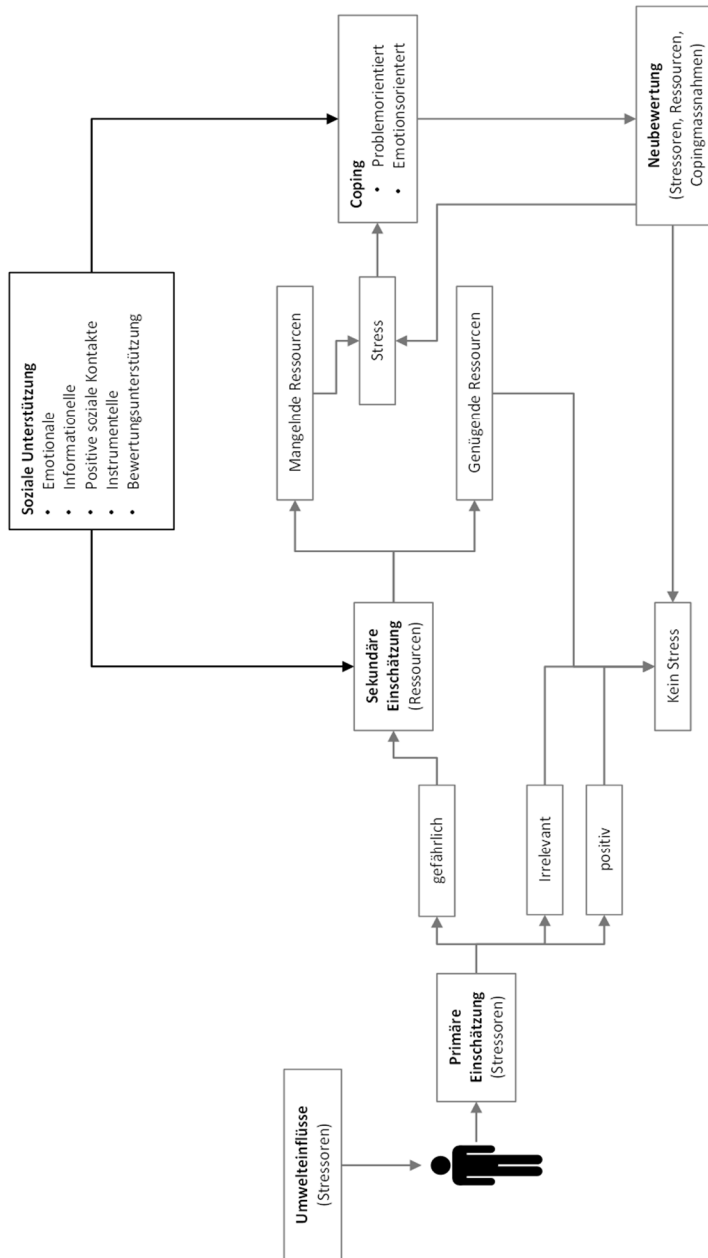 Soziale Unterstützung
• Emotionale
• Informationelle
• Positive soziale Kontakte
• Instrumentelle
• Bewertungsunterstützung
Umwelteinflüsse
(Stressoren)
Primäre
Einschätzung
(Stressoren)
gefährlich
Irrelevant
positiv
Sekundäre
Einschätzung
(Ressourcen)
Mangelnde Ressourcen
Genügende Ressourcen
Stress
Kein Stress
Coping
• Problemorientiert
• Emotionsorientert
Neubewertung
(Stressoren, Ressourcen,
Copingmassnahmen)